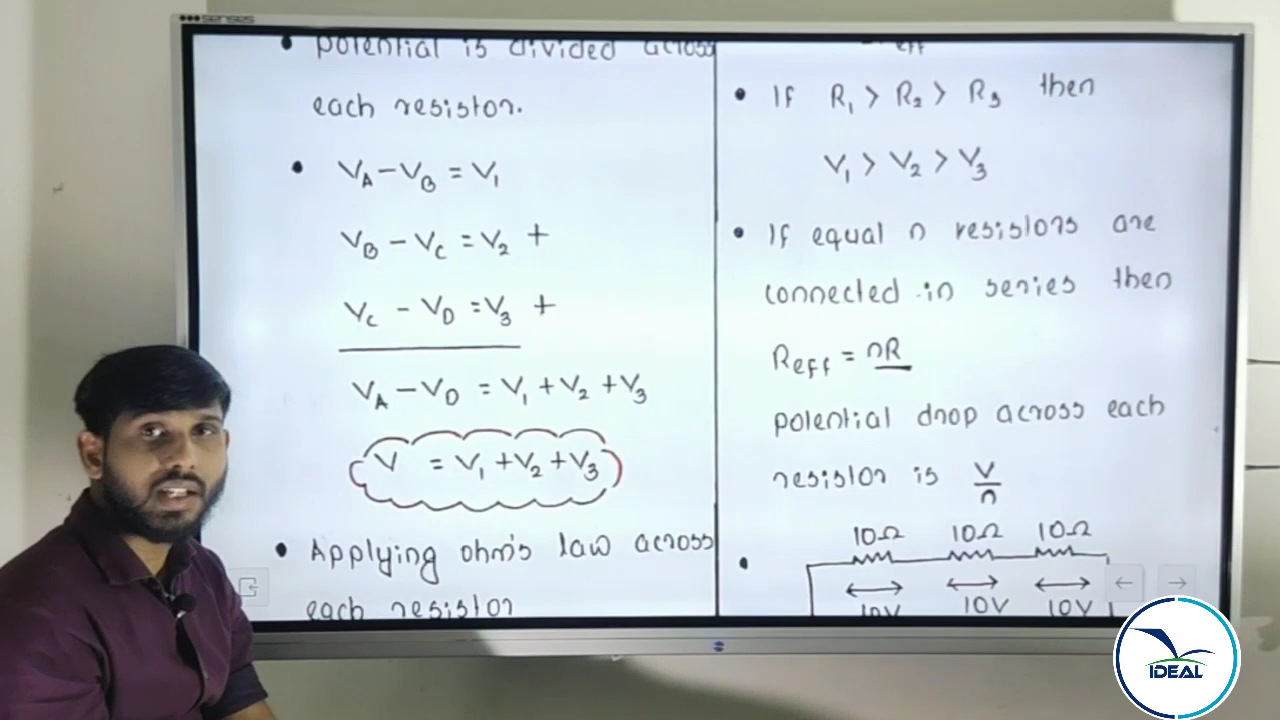 senses
• potential is divided across
each resistor.
• V_A − V_B = V_1
V_B − V_C = V_2 +
V_C − V_D = V_3 +
V_A − V_D = V_1 + V_2 + V_3
V = V_1 + V_2 + V_3
• Applying ohm's law across
each resistor
eff
• If R_1 > R_2 > R_3 then
V_1 > V_2 > V_3
• If equal n resistors are
connected in series then
R_eff = nR
potential drop across each
resistor is V/n
10Ω 10Ω 10Ω
10V 10V 10V
IDEAL